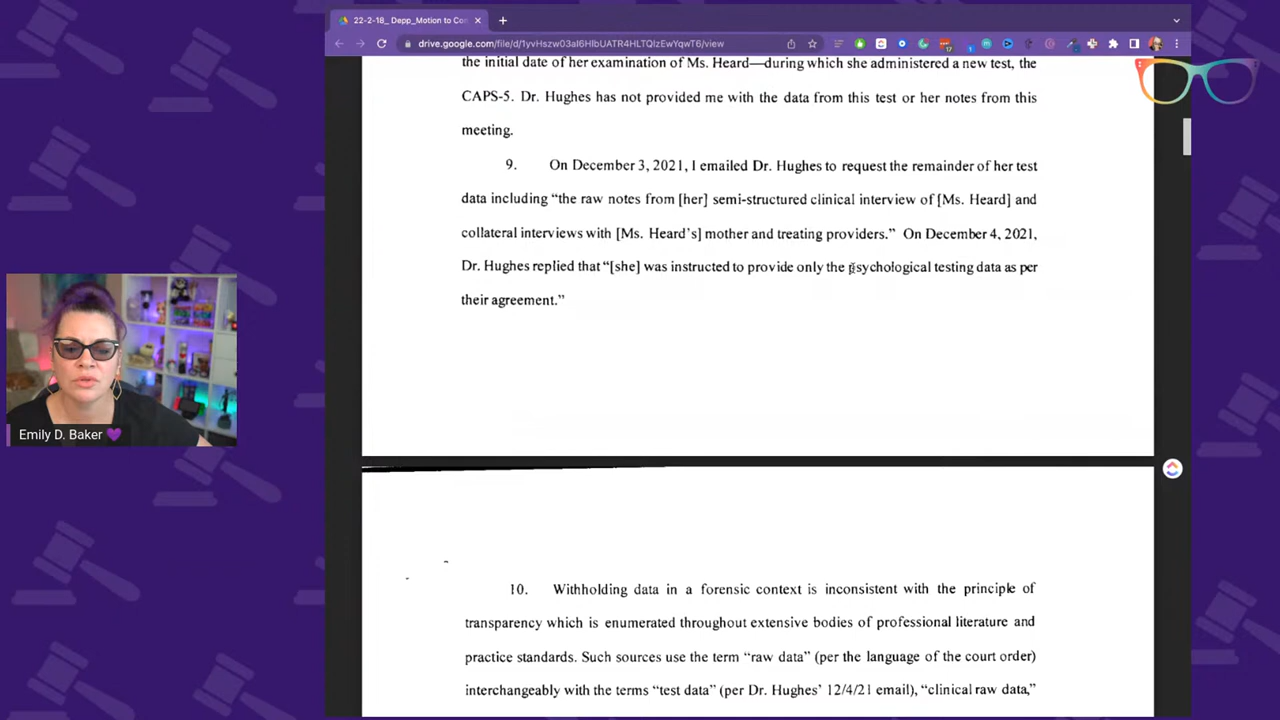 22-2-18_ Depp_Motion to Co
drive.google.com/file/d/1yvHszw03al6HlbUATR4HLTQlzEwYqwT6/view
the initial date of her examination of Ms. Heard—during which she administered a new test, the
CAPS-5. Dr. Hughes has not provided me with the data from this test or her notes from this
meeting.
9. On December 3, 2021, I emailed Dr. Hughes to request the remainder of her test
data including “the raw notes from [her] semi-structured clinical interview of [Ms. Heard] and
collateral interviews with [Ms. Heard’s] mother and treating providers.” On December 4, 2021,
Dr. Hughes replied that “[she] was instructed to provide only the psychological testing data as per
their agreement.”
Emily D. Baker
10. Withholding data in a forensic context is inconsistent with the principle of
transparency which is enumerated throughout extensive bodies of professional literature and
practice standards. Such sources use the term “raw data” (per the language of the court order)
interchangeably with the terms “test data” (per Dr. Hughes’ 12/4/21 email), “clinical raw data,”